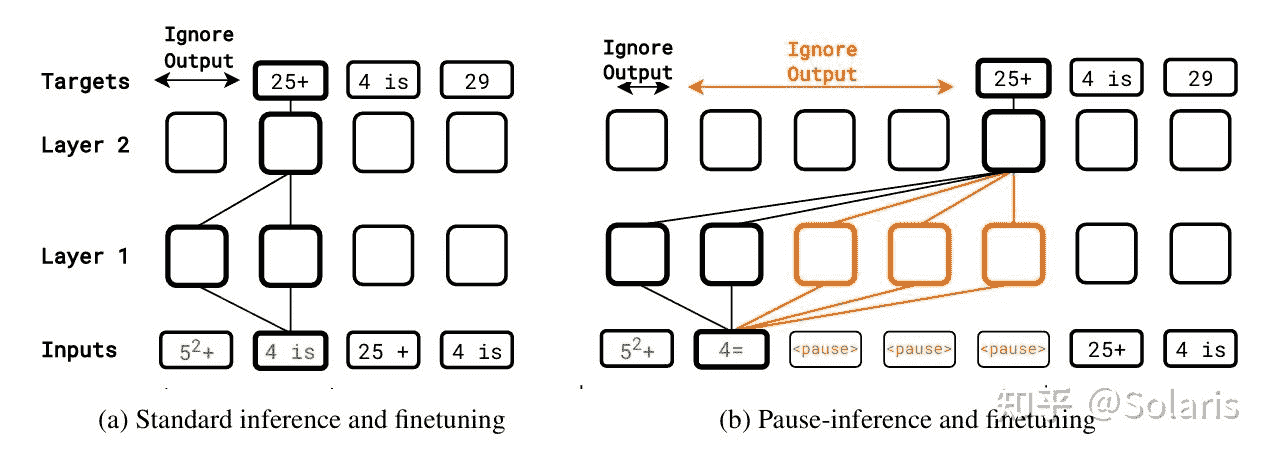 Ignore
Output
Targets
25+
4 is
29
Layer 2
Layer 1
Inputs
5²+
4 is
25 +
4 is
(a) Standard inference and finetuning
Ignore
Output
Ignore
Output
25+
4 is
29
5²+
4=
<pause>
<pause>
<pause>
25+
4 is
(b) Pause-inference and finetuning
知乎 @Solaris